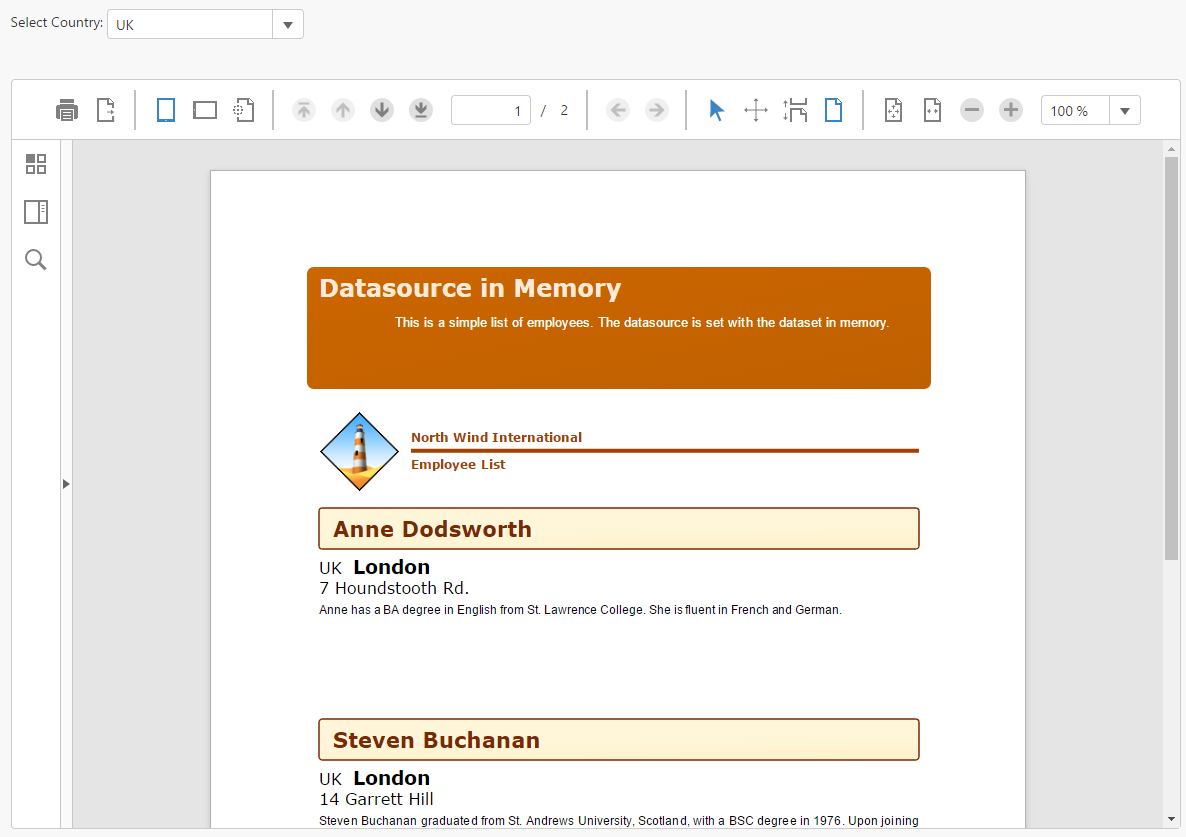 Select Country: UK
1 / 2
100 %
Datasource in Memory
This is a simple list of employees. The datasource is set with the dataset in memory.
North Wind International
Employee List
Anne Dodsworth
UK London
7 Houndstooth Rd.
Anne has a BA degree in English from St. Lawrence College. She is fluent in French and German.
Steven Buchanan
UK London
14 Garrett Hill
Steven Buchanan graduated from St. Andrews University, Scotland, with a BSC degree in 1976. Upon joining